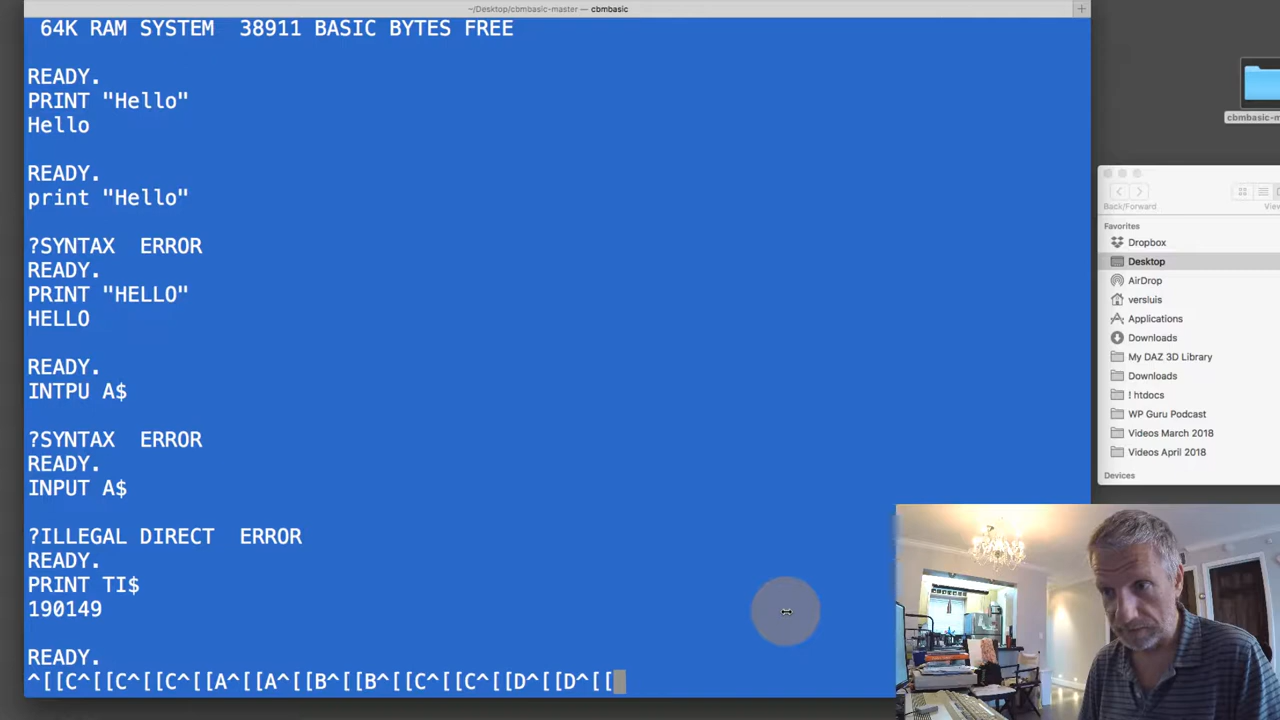 ~/Desktop/cbmbasic-master — cbmbasic
64K RAM SYSTEM  38911 BASIC BYTES FREE
READY.
PRINT "Hello"
Hello
READY.
print "Hello"
?SYNTAX  ERROR
READY.
PRINT "HELLO"
HELLO
READY.
INTPU A$
?SYNTAX  ERROR
READY.
INPUT A$
?ILLEGAL DIRECT  ERROR
READY.
PRINT TI$
190149
READY.
^[[C^[[C^[[C^[[A^[[A^[[B^[[B^[[C^[[C^[[D^[[D^[[
cbmbasic-m
Back/Forward
View
Favorites
Dropbox
Desktop
AirDrop
versluis
Applications
Downloads
My DAZ 3D Library
Downloads
! htdocs
WP Guru Podcast
Videos March 2018
Videos April 2018
Devices